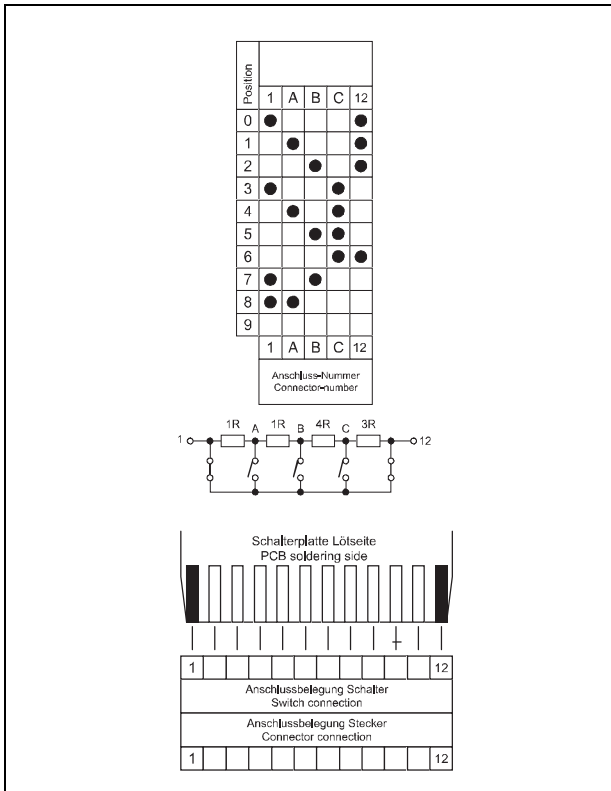 Position
1 A B C 12
0
1
2
3
4
5
6
7
8
9
1 A B C 12
Anschluss-Nummer
Connector-number
1R A 1R B 4R C 3R
1 12
Schalterplatte Lötseite
PCB soldering side
1 12
Anschlussbelegung Schalter
Switch connection
Anschlussbelegung Stecker
Connector connection
1 12